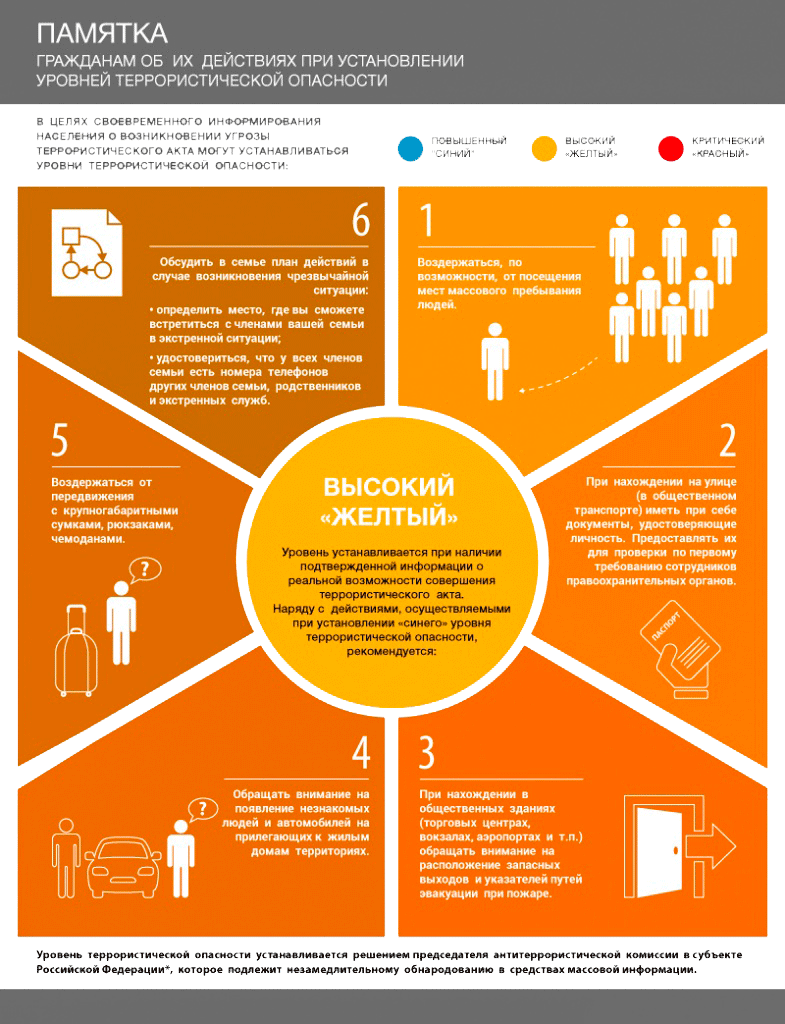 ПАМЯТКА
ГРАЖДАНАМ ОБ ИХ ДЕЙСТВИЯХ ПРИ УСТАНОВЛЕНИИ
УРОВНЕЙ ТЕРРОРИСТИЧЕСКОЙ ОПАСНОСТИ
В ЦЕЛЯХ СВОЕВРЕМЕННОГО ИНФОРМИРОВАНИЯ
НАСЕЛЕНИЯ О ВОЗНИКНОВЕНИИ УГРОЗЫ
ТЕРРОРИСТИЧЕСКОГО АКТА МОГУТ УСТАНАВЛИВАТЬСЯ
УРОВНИ ТЕРРОРИСТИЧЕСКОЙ ОПАСНОСТИ:
ПОВЫШЕННЫЙ
"СИНИЙ"
ВЫСОКИЙ
«ЖЕЛТЫЙ»
КРИТИЧЕСКИЙ
«КРАСНЫЙ»
1
Воздержаться, по
возможности, от посещения
мест массового пребывания
людей.
2
При нахождении на улице
(в общественном
транспорте) иметь при себе
документы, удостоверяющие
личность. Предоставлять их
для проверки по первому
требованию сотрудников
правоохранительных органов.
ПАСПОРТ
3
При нахождении в
общественных зданиях
(торговых центрах,
вокзалах, аэропортах и т.п.)
обращать внимание на
расположение запасных
выходов и указателей путей
эвакуации при пожаре.
4
Обращать внимание на
появление незнакомых
людей и автомобилей на
прилегающих к жилым
домам территориях.
?
5
Воздержаться от
передвижения
с крупногабаритными
сумками, рюкзаками,
чемоданами.
?
6
Обсудить в семье план действий в
случае возникновения чрезвычайной
ситуации:
• определить место, где вы сможете
встретиться с членами вашей семьи
в экстренной ситуации;
• удостовериться, что у всех членов
семьи есть номера телефонов
других членов семьи, родственников
и экстренных служб.
ВЫСОКИЙ
«ЖЕЛТЫЙ»
Уровень устанавливается при наличии
подтвержденной информации о
реальной возможности совершения
террористического акта.
Наряду с действиями, осуществляемыми
при установлении «синего» уровня
террористической опасности,
рекомендуется:
Уровень террористической опасности устанавливается решением председателя антитеррористической комиссии в субъекте
Российской Федерации*, которое подлежит незамедлительному обнародованию в средствах массовой информации.